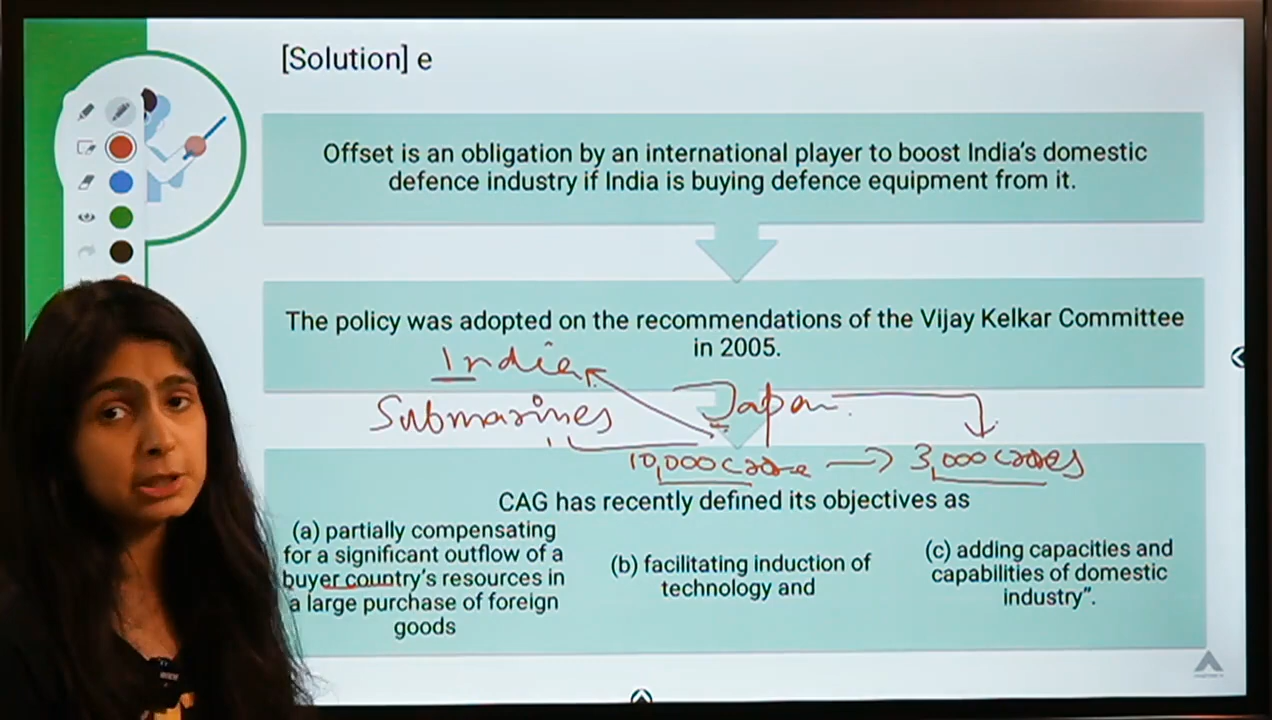 [Solution] e
Offset is an obligation by an international player to boost India's domestic
defence industry if India is buying defence equipment from it.
The policy was adopted on the recommendations of the Vijay Kelkar Committee
in 2005.
India
Submarines
Japan
10,000 crore → 3,000 crores
CAG has recently defined its objectives as
(a) partially compensating
for a significant outflow of a
buyer country's resources in
a large purchase of foreign
goods
(b) facilitating induction of
technology and
(c) adding capacities and
capabilities of domestic
industry".